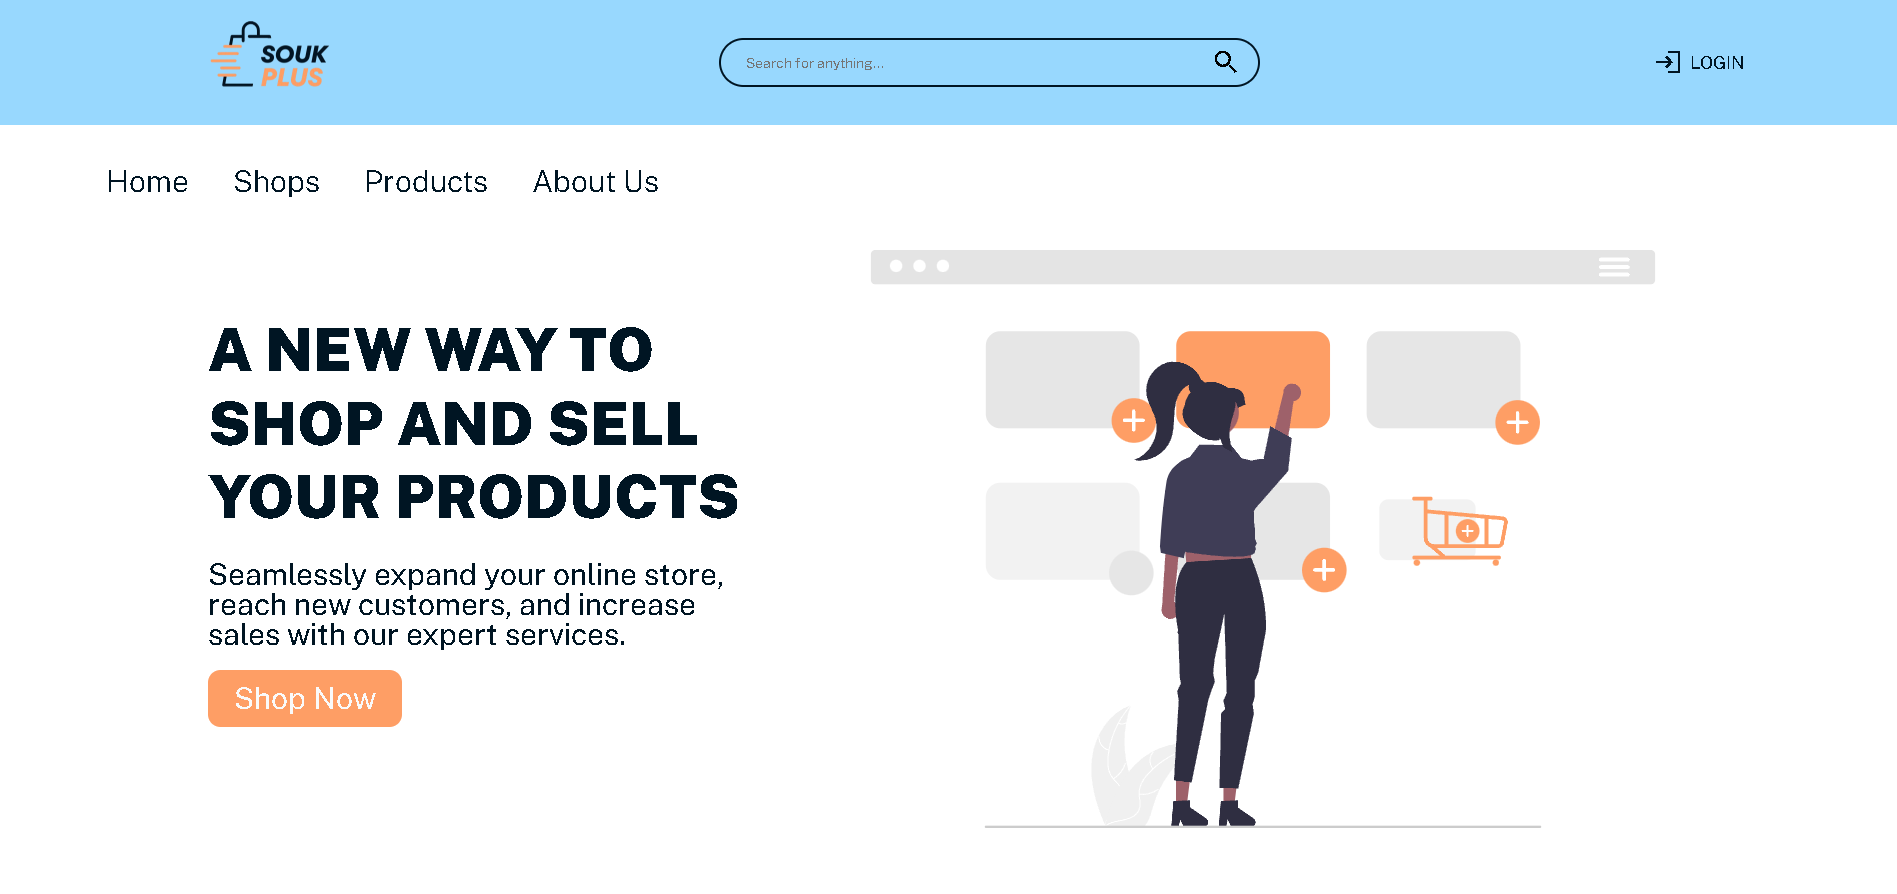 SOUK
PLUS
Search for anything...
LOGIN
Home Shops Products About Us
A NEW WAY TO
SHOP AND SELL
YOUR PRODUCTS
Seamlessly expand your online store,
reach new customers, and increase
sales with our expert services.
Shop Now